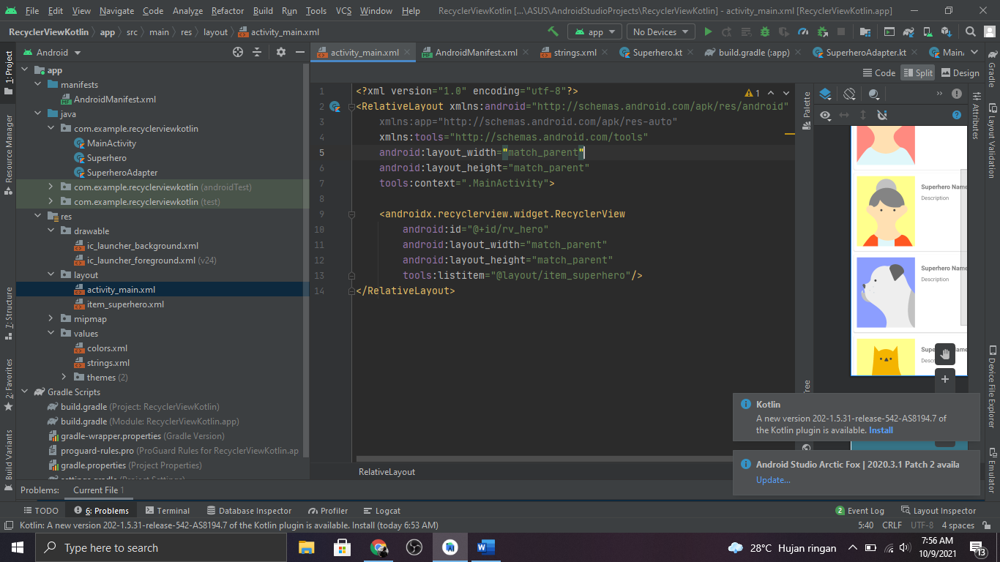 File Edit View Navigate Code Analyze Refactor Build Run Tools VCS Window Help RecyclerViewKotlin [...\ASUS\AndroidStudioProjects\RecyclerViewKotlin] - activity_main.xml [RecyclerViewKotlin.app]
RecyclerViewKotlin app src main res layout activity_main.xml app No Devices
Android
activity_main.xml AndroidManifest.xml strings.xml Superhero.kt build.gradle (:app) SuperheroAdapter.kt Main
Code Split Design
1: Project
Resource Manager
7: Structure
2: Favorites
Build Variants
app
manifests
AndroidManifest.xml
java
com.example.recyclerviewkotlin
MainActivity
Superhero
SuperheroAdapter
com.example.recyclerviewkotlin (androidTest)
com.example.recyclerviewkotlin (test)
res
drawable
ic_launcher_background.xml
ic_launcher_foreground.xml (v24)
layout
activity_main.xml
item_superhero.xml
mipmap
values
colors.xml
strings.xml
themes (2)
Gradle Scripts
build.gradle (Project: RecyclerViewKotlin)
build.gradle (Module: RecyclerViewKotlin.app)
gradle-wrapper.properties (Gradle Version)
proguard-rules.pro (ProGuard Rules for RecyclerViewKotlin.ap
gradle.properties (Project Properties)
settings.gradle (Project Settings)
1 <?xml version="1.0" encoding="utf-8"?>
2 <RelativeLayout xmlns:android="http://schemas.android.com/apk/res/android"
3 xmlns:app="http://schemas.android.com/apk/res-auto"
4 xmlns:tools="http://schemas.android.com/tools"
5 android:layout_width="match_parent"
6 android:layout_height="match_parent"
7 tools:context=".MainActivity">
8
9 <androidx.recyclerview.widget.RecyclerView
10 android:id="@+id/rv_hero"
11 android:layout_width="match_parent"
12 android:layout_height="match_parent"
13 tools:listitem="@layout/item_superhero"/>
14 </RelativeLayout>
1
RelativeLayout
Palette
Superhero Name
Description
Superhero Name
Description
Attributes
Gradle
Layout Validation
Device File Explorer
Emulator
Kotlin
A new version 202-1.5.31-release-542-AS8194.7 of
the Kotlin plugin is available. Install
Android Studio Arctic Fox | 2020.3.1 Patch 2 availa
Update...
Problems: Current File 1
TODO 6: Problems Terminal Database Inspector Profiler Logcat 2 Event Log Layout Inspector
Kotlin: A new version 202-1.5.31-release-542-AS8194.7 of the Kotlin plugin is available. Install (today 6:53 AM) 5:40 CRLF UTF-8 4 spaces
Type here to search 28°C Hujan ringan 7:56 AM
10/9/2021 13